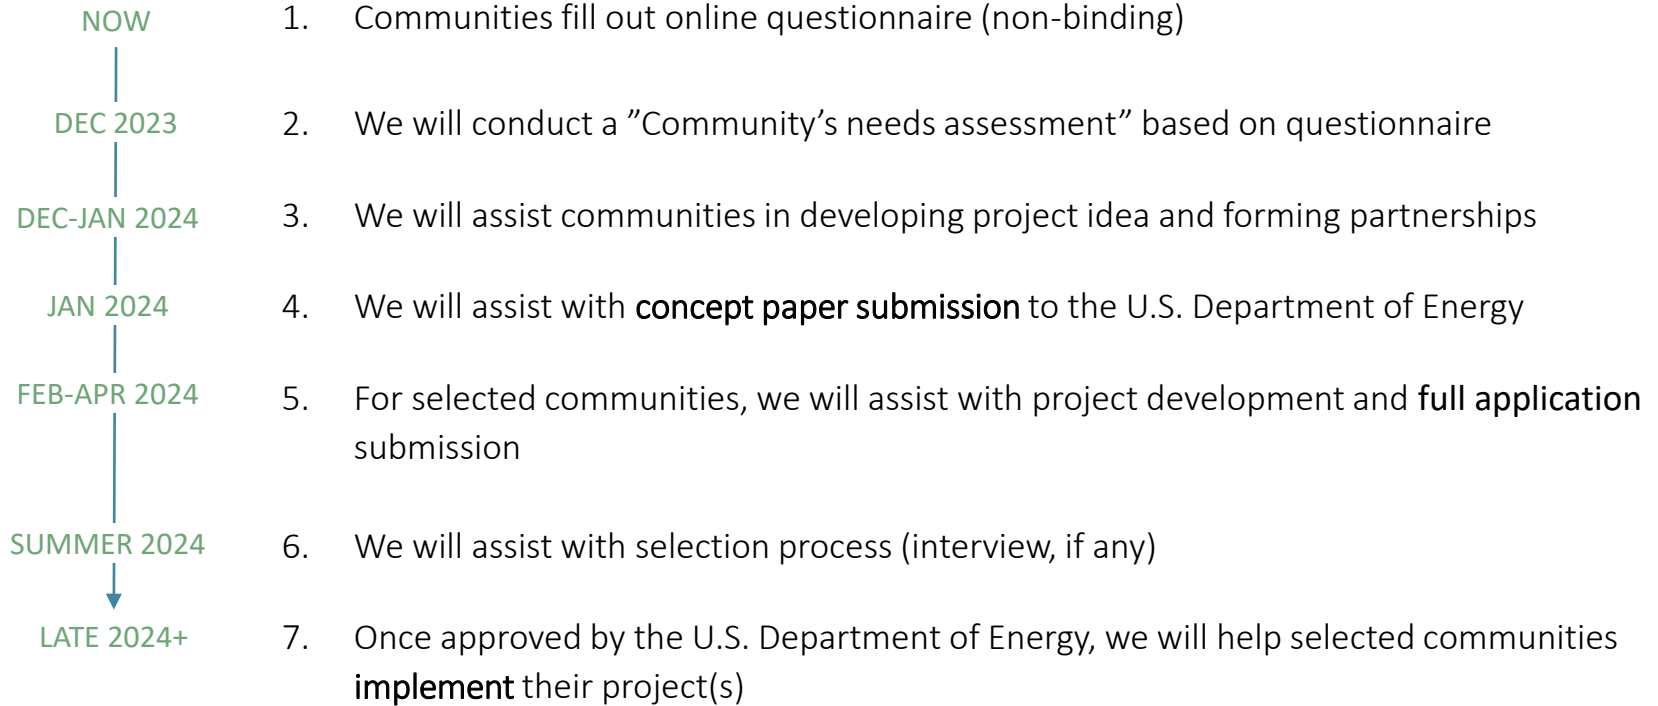 NOW
1. Communities fill out online questionnaire (non-binding)
DEC 2023
2. We will conduct a ”Community’s needs assessment” based on questionnaire
DEC-JAN 2024
3. We will assist communities in developing project idea and forming partnerships
JAN 2024
4. We will assist with concept paper submission to the U.S. Department of Energy
FEB-APR 2024
5. For selected communities, we will assist with project development and full application
submission
SUMMER 2024
6. We will assist with selection process (interview, if any)
LATE 2024+
7. Once approved by the U.S. Department of Energy, we will help selected communities
implement their project(s)